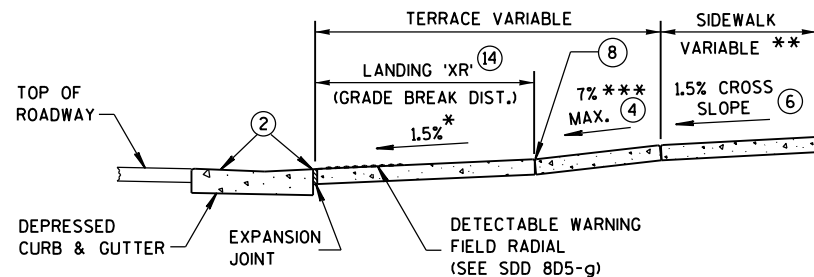 TERRACE VARIABLE
SIDEWALK
VARIABLE **
LANDING 'XR' 14
(GRADE BREAK DIST.)
8
TOP OF
ROADWAY
2
1.5%*
7% ***
MAX. 4
1.5% CROSS
SLOPE 6
DEPRESSED
CURB & GUTTER
EXPANSION
JOINT
DETECTABLE WARNING
FIELD RADIAL
(SEE SDD 8D5-g)